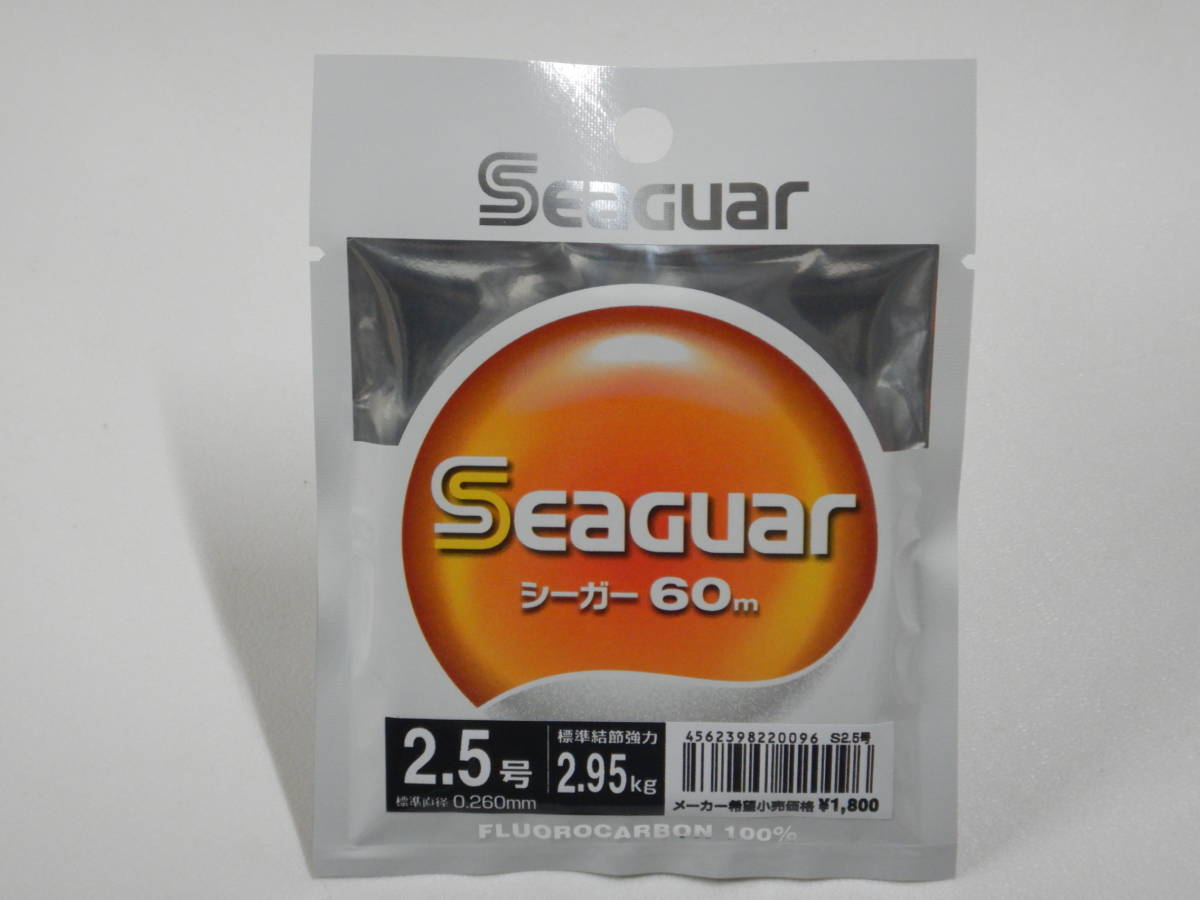 Seaguar
Seaguar
シーガー 60m
2.5号
標準直径 0.260mm
標準結節強力
2.95kg
4562398220096 S2.5号
メーカー希望小売価格 ¥1,800
FLUOROCARBON 100%